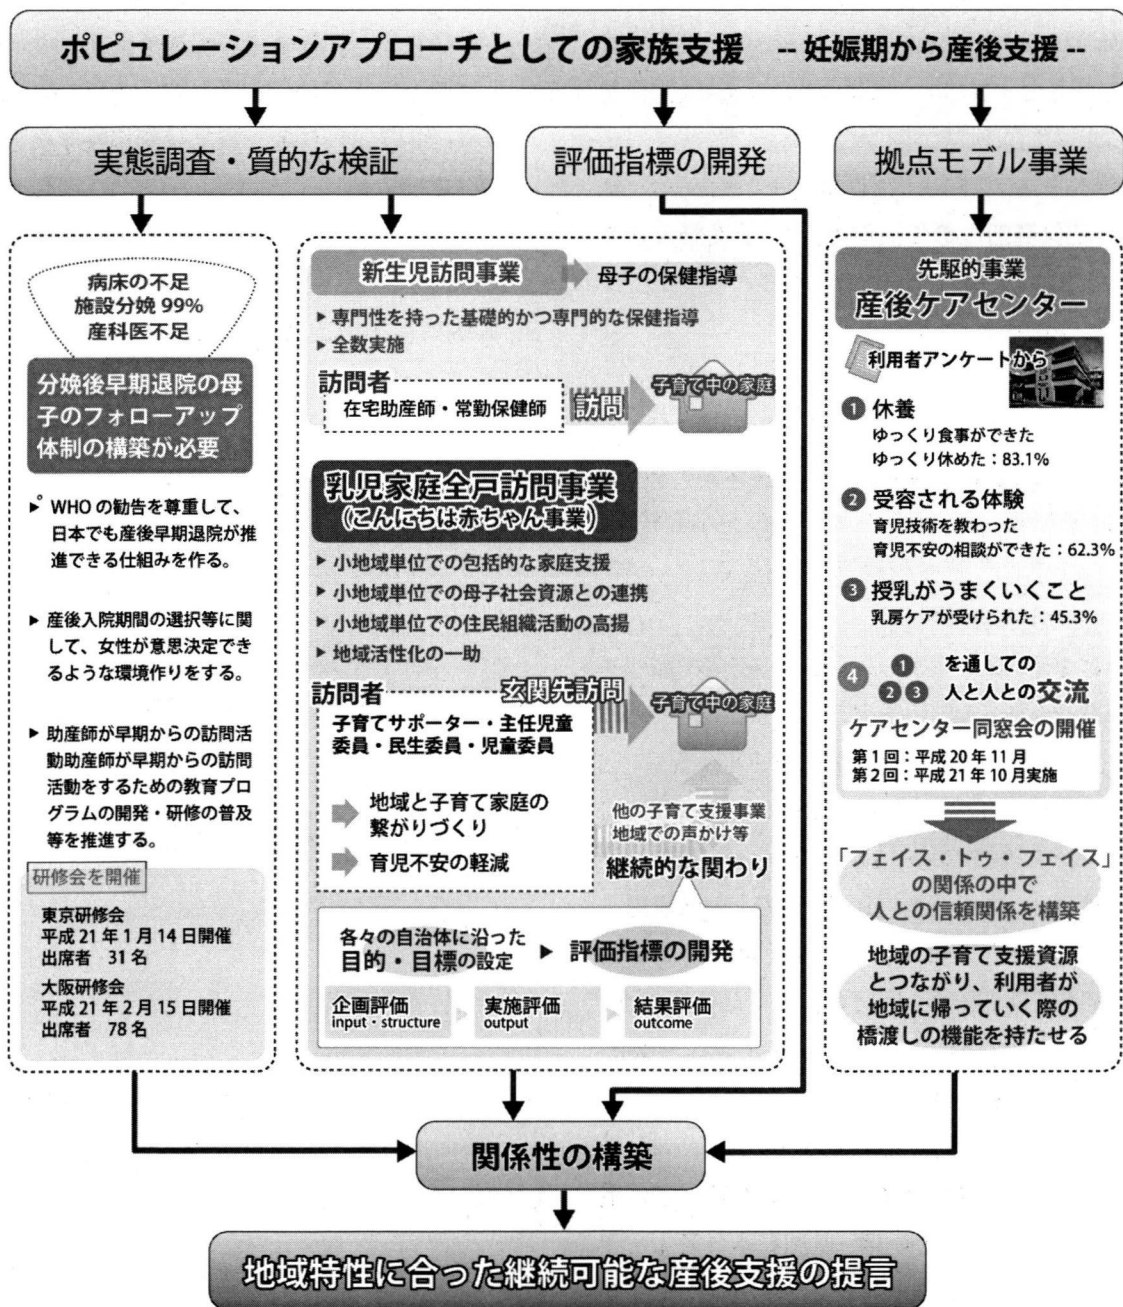 ポピュレーションアプローチとしての家族支援 -- 妊娠期から産後支援 --
実態調査・質的な検証
評価指標の開発
拠点モデル事業
病床の不足
施設分娩 99%
産科医不足
分娩後早期退院の母
子のフォローアップ
体制の構築が必要
▶ WHO の勧告を尊重して、
日本でも産後早期退院が推
進できる仕組みを作る。
▶ 産後入院期間の選択等に関
して、女性が意思決定でき
るような環境作りをする。
▶ 助産師が早期からの訪問活
動助産師が早期からの訪問
活動をするための教育プロ
グラムの開発・研修の普及
等を推進する。
研修会を開催
東京研修会
平成 21 年 1 月 14 日開催
出席者 31 名
大阪研修会
平成 21 年 2 月 15 日開催
出席者 78 名
新生児訪問事業
母子の保健指導
▶ 専門性を持った基礎的かつ専門的な保健指導
▶ 全数実施
訪問者
在宅助産師・常勤保健師
訪問
子育て中の家庭
乳児家庭全戸訪問事業
(こんにちは赤ちゃん事業)
▶ 小地域単位での包括的な家庭支援
▶ 小地域単位での母子社会資源との連携
▶ 小地域単位での住民組織活動の高揚
▶ 地域活性化の一助
訪問者
玄関先訪問
子育て中の家庭
子育てサポーター・主任児童
委員・民生委員・児童委員
地域と子育て家庭の
繋がりづくり
育児不安の軽減
他の子育て支援事業
地域での声かけ等
継続的な関わり
各々の自治体に沿った
目的・目標の設定
▶ 評価指標の開発
企画評価
input・structure
実施評価
output
結果評価
outcome
先駆的事業
産後ケアセンター
利用者アンケートから
1 休養
ゆっくり食事ができた
ゆっくり休めた：83.1%
2 受容される体験
育児技術を教わった
育児不安の相談ができた：62.3%
3 授乳がうまくいくこと
乳房ケアが受けられた：45.3%
4 1 2 3 を通しての
人と人との交流
ケアセンター同窓会の開催
第 1 回：平成 20 年 11 月
第 2 回：平成 21 年 10 月実施
「フェイス・トゥ・フェイス」
の関係の中で
人との信頼関係を構築
地域の子育て支援資源
とつながり、利用者が
地域に帰っていく際の
橋渡しの機能を持たせる
関係性の構築
地域特性に合った継続可能な産後支援の提言